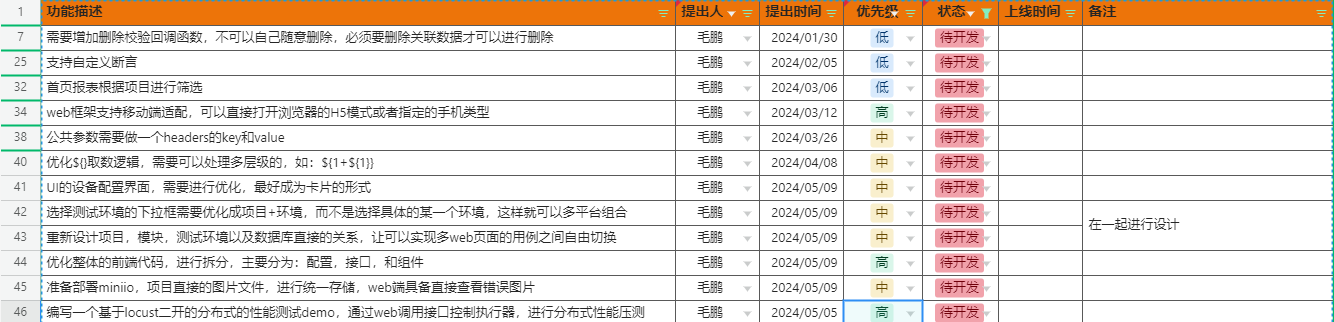 1 功能描述 提出人 提出时间 优先级 状态 上线时间 备注
7 需要增加删除校验回调函数，不可以自己随意删除，必须要删除关联数据才可以进行删除 毛鹏 2024/01/30 低 待开发
25 支持自定义断言 毛鹏 2024/02/05 低 待开发
32 首页报表根据项目进行筛选 毛鹏 2024/03/06 低 待开发
34 web框架支持移动端适配，可以直接打开浏览器的H5模式或者指定的手机类型 毛鹏 2024/03/12 高 待开发
38 公共参数需要做一个headers的key和value 毛鹏 2024/03/26 中 待开发
40 优化${}取数逻辑，需要可以处理多层级的，如：${1+${1}} 毛鹏 2024/04/08 中 待开发
41 UI的设备配置界面，需要进行优化，最好成为卡片的形式 毛鹏 2024/05/09 中 待开发
42 选择测试环境的下拉框需要优化成项目+环境，而不是选择具体的某一个环境，这样就可以多平台组合 毛鹏 2024/05/09 中 待开发
在一起进行设计
43 重新设计项目，模块，测试环境以及数据库直接的关系，让可以实现多web页面的用例之间自由切换 毛鹏 2024/05/09 中 待开发
44 优化整体的前端代码，进行拆分，主要分为：配置，接口，和组件 毛鹏 2024/05/09 高 待开发
45 准备部署miniio，项目直接的图片文件，进行统一存储，web端具备直接查看错误图片 毛鹏 2024/05/09 中 待开发
46 编写一个基于locust二开的分布式的性能测试demo，通过web调用接口控制执行器，进行分布式性能压测 毛鹏 2024/05/05 高 待开发